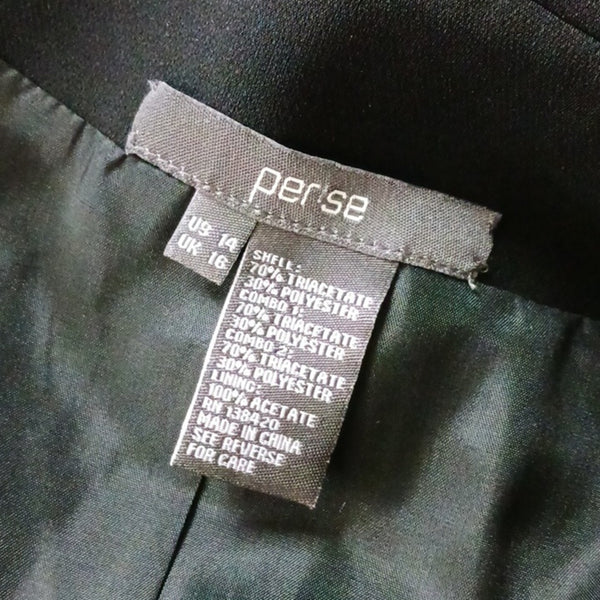 per:se
US 14
UK 16
SHELL:
70% TRIACETATE
30% POLYESTER
COMBO 1:
70% TRIACETATE
30% POLYESTER
COMBO 2:
70% TRIACETATE
30% POLYESTER
LINING:
100% ACETATE
RN 138420
MADE IN CHINA
SEE REVERSE
FOR CARE